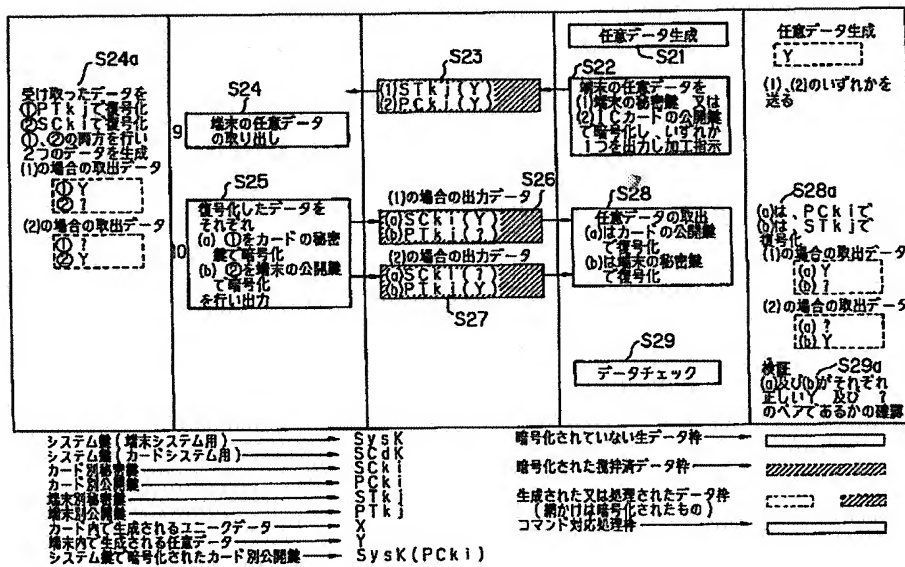 S24a
受け取ったデータを
①PTkjで復号化
②SCkiで復号化
①、②の両方を行い
2つのデータを生成
(1)の場合の取出データ
① Y
② ?
(2)の場合の取出データ
① ?
② Y
S24
9
端末の任意データ
の取り出し
S25
30
復号化したデータを
それぞれ
(a) ①をカードの秘密
鍵で暗号化
(b) ②を端末の公開鍵
で暗号化
を行い出力
S23
(1)STkj(Y)
(2)PCki(Y)
(1)の場合の出力データ
S26
(a)SCki(Y)
(b)PTkj(?)
(2)の場合の出力データ
(a)SCki(?)
(b)PTkj(Y)
S27
任意データ生成
S21
S22
端末の任意データを
(1)端末の秘密鍵 又は
(2)ICカードの公開鍵
で暗号化し、いずれか
1つを出力し加工指示
S28
任意データの取出
(a)はカードの公開鍵
で復号化
(b)は端末の秘密鍵
で復号化
S29
データチェック
任意データ生成
Y
(1)、(2)のいずれかを
送る
S28a
(a)は、PCkiで
(b)は、STkjで
復号化
(1)の場合の取出データ
(a) Y
(b) ?
(2)の場合の取出データ
(a) ?
(b) Y
検証 S29a
(a)及び(b)がそれぞれ
正しいY 及び ?
のペアであるかの確認
システム鍵(端末システム用) SysK
システム鍵(カードシステム用) SCdK
カード別秘密鍵 SCki
カード別公開鍵 PCki
端末別秘密鍵 STkj
端末別公開鍵 PTkj
カード内で生成されるユニークデータ X
端末内で生成される任意データ Y
システム鍵で暗号化されたカード別公開鍵 SysK(PCki)
暗号化されていない生データ枠
暗号化された攪拌済データ枠
生成された又は処理されたデータ枠
(網かけは暗号化されたもの)
コマンド対応処理枠